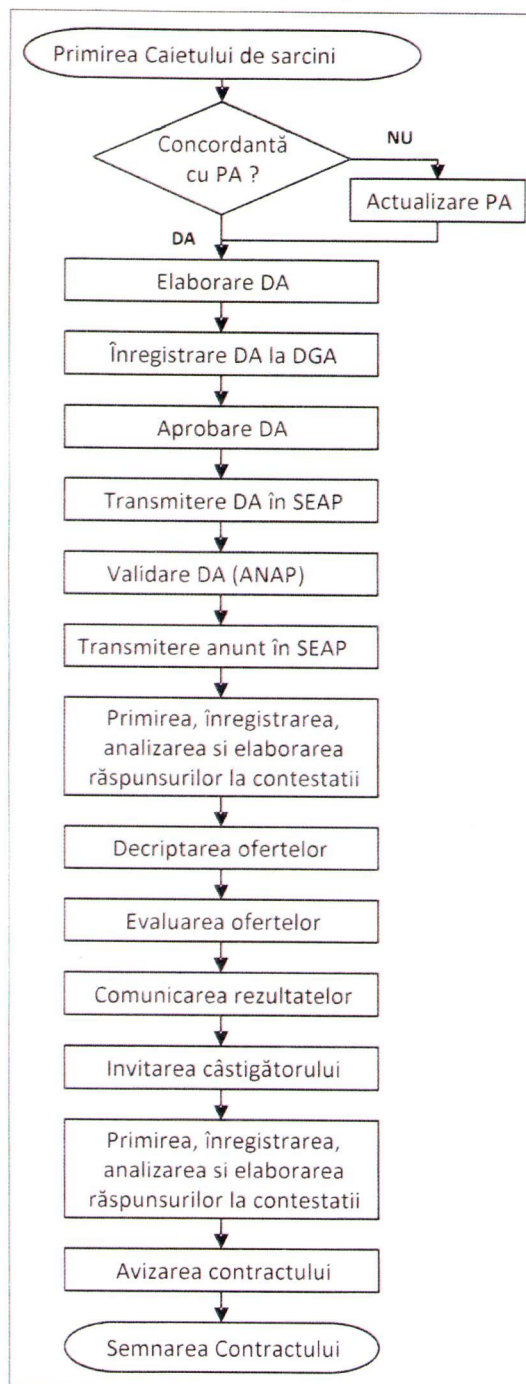 Primirea Caietului de sarcini
Concordantă
cu PA ?
NU
Actualizare PA
DA
Elaborare DA
Înregistrare DA la DGA
Aprobare DA
Transmitere DA în SEAP
Validare DA (ANAP)
Transmitere anunt în SEAP
Primirea, înregistrarea,
analizarea si elaborarea
răspunsurilor la contestatii
Decriptarea ofertelor
Evaluarea ofertelor
Comunicarea rezultatelor
Invitarea câstigătorului
Primirea, înregistrarea,
analizarea si elaborarea
răspunsurilor la contestatii
Avizarea contractului
Semnarea Contractului